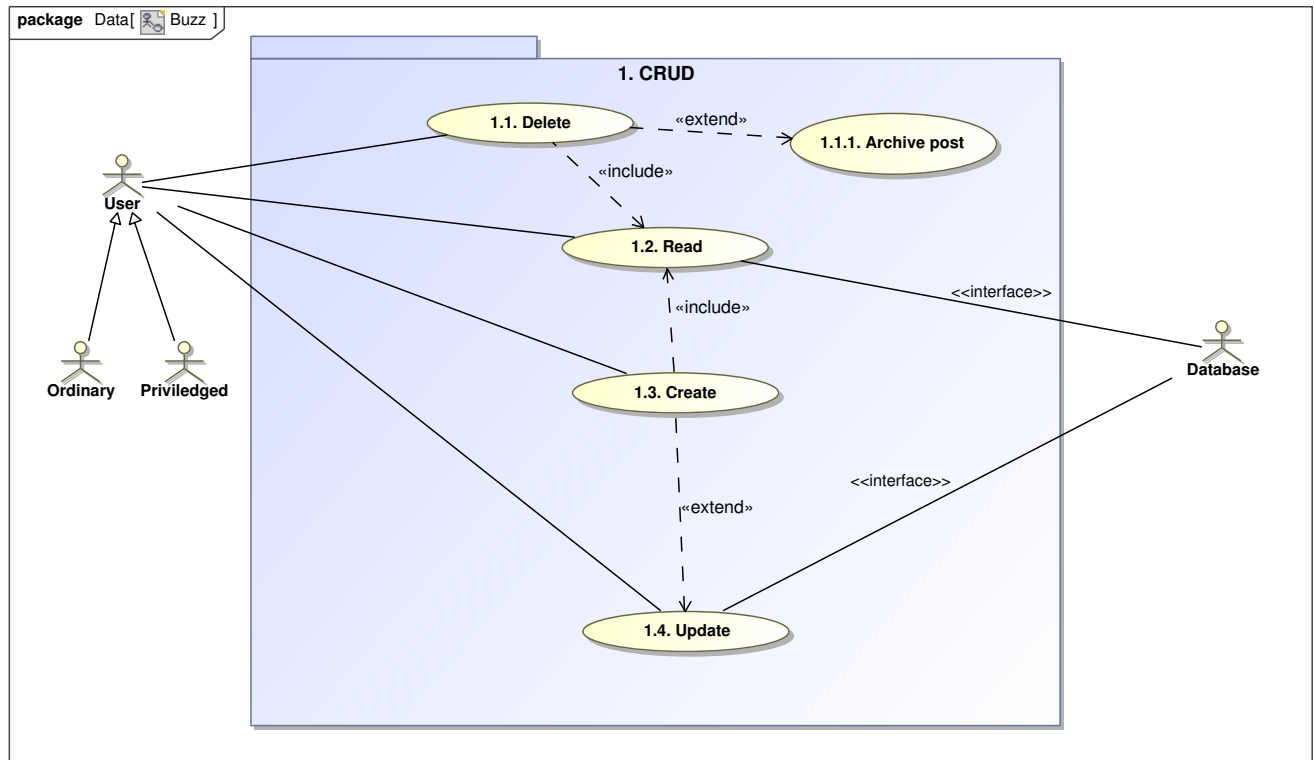 package Data[ Buzz ]
1. CRUD
1.1. Delete
«extend»
1.1.1. Archive post
«include»
User
1.2. Read
<<interface>>
«include»
Ordinary
Priviledged
Database
1.3. Create
<<interface>>
«extend»
1.4. Update